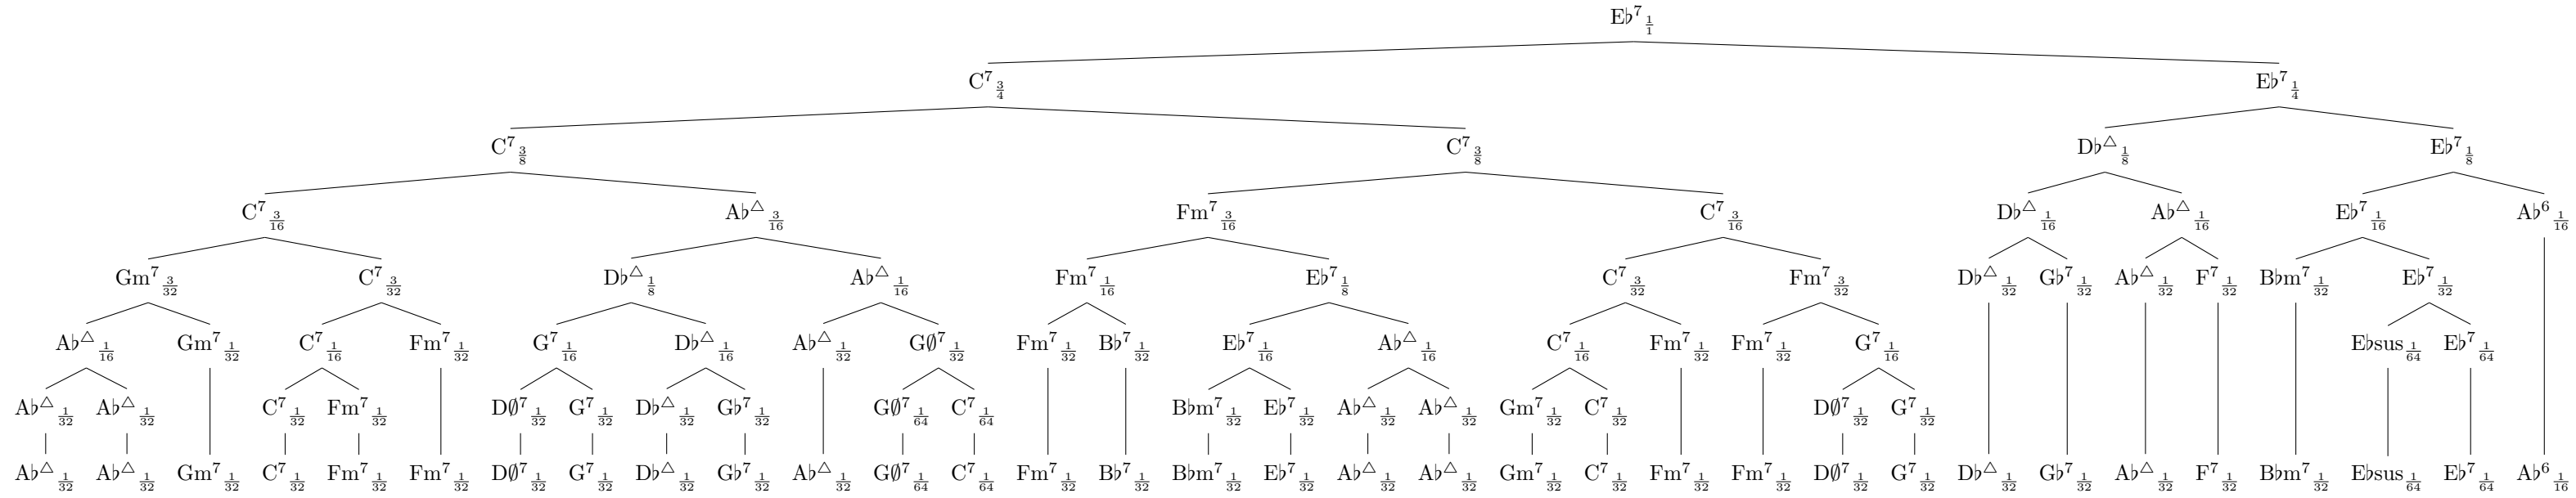 E♭⁷ 1/1
C⁷ 3/4 E♭⁷ 1/4
C⁷ 3/8 C⁷ 3/8 D♭△ 1/8 E♭⁷ 1/8
C⁷ 3/16 A♭△ 3/16 Fm⁷ 3/16 C⁷ 3/16 D♭△ 1/16 A♭△ 1/16 E♭⁷ 1/16 A♭⁶ 1/16
Gm⁷ 3/32 C⁷ 3/32 D♭△ 1/8 A♭△ 1/16 Fm⁷ 1/16 E♭⁷ 1/8 C⁷ 3/32 Fm⁷ 3/32 D♭△ 1/32 G♭⁷ 1/32 A♭△ 1/32 F⁷ 1/32 B♭m⁷ 1/32 E♭⁷ 1/32
A♭△ 1/16 Gm⁷ 1/32 C⁷ 1/16 Fm⁷ 1/32 G⁷ 1/16 D♭△ 1/16 A♭△ 1/32 G∅⁷ 1/32 Fm⁷ 1/32 B♭⁷ 1/32 E♭⁷ 1/16 A♭△ 1/16 C⁷ 1/16 Fm⁷ 1/32 Fm⁷ 1/32 G⁷ 1/16 E♭sus 1/64 E♭⁷ 1/64
A♭△ 1/32 A♭△ 1/32 C⁷ 1/32 Fm⁷ 1/32 D∅⁷ 1/32 G⁷ 1/32 D♭△ 1/32 G♭⁷ 1/32 G∅⁷ 1/64 C⁷ 1/64 B♭m⁷ 1/32 E♭⁷ 1/32 A♭△ 1/32 A♭△ 1/32 Gm⁷ 1/32 C⁷ 1/32 D∅⁷ 1/32 G⁷ 1/32
A♭△ 1/32 A♭△ 1/32 Gm⁷ 1/32 C⁷ 1/32 Fm⁷ 1/32 Fm⁷ 1/32 D∅⁷ 1/32 G⁷ 1/32 D♭△ 1/32 G♭⁷ 1/32 A♭△ 1/32 G∅⁷ 1/64 C⁷ 1/64 Fm⁷ 1/32 B♭⁷ 1/32 B♭m⁷ 1/32 E♭⁷ 1/32 A♭△ 1/32 A♭△ 1/32 Gm⁷ 1/32 C⁷ 1/32 Fm⁷ 1/32 Fm⁷ 1/32 D∅⁷ 1/32 G⁷ 1/32 D♭△ 1/32 G♭⁷ 1/32 A♭△ 1/32 F⁷ 1/32 B♭m⁷ 1/32 E♭sus 1/64 E♭⁷ 1/64 A♭⁶ 1/16